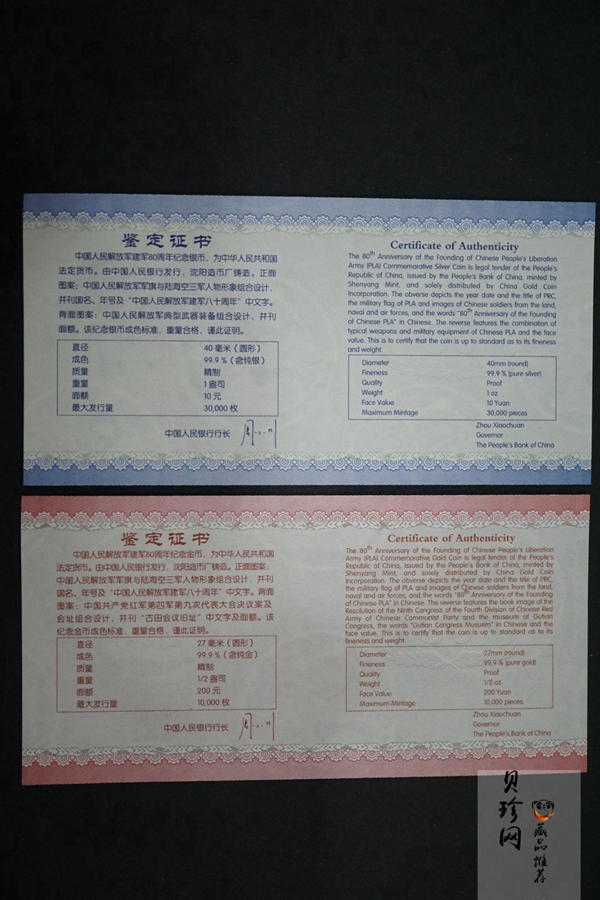 鉴定证书
中国人民解放军建军80周年纪念银币，为中华人民共和国
法定货币。由中国人民银行发行，沈阳造币厂铸造。正面
图案：中国人民解放军军旗与陆海空三军人物形象组合设计，
并刊国名、年号及“中国人民解放军建军八十周年”中文字。
背面图案：中国人民解放军典型武器装备组合设计，并刊
面额。该纪念银币成色标准，重量合格，谨此证明。
直径 40 毫米（圆形）
成色 99.9 %（含纯银）
质量 精制
重量 1 盎司
面额 10 元
最大发行量 30,000 枚
中国人民银行行长
Certificate of Authenticity
The 80th Anniversary of the Founding of Chinese People's Liberation
Army (PLA) Commemorative Silver Coin is legal tender of the People's
Republic of China, issued by the People's Bank of China, minted by
Shenyang Mint, and solely distributed by China Gold Coin
Incorporation. The obverse depicts the year date and the title of PRC,
the military flag of PLA and images of Chinese soldiers from the land,
naval and air forces, and the words "80th Anniversary of the Founding
of Chinese PLA" in Chinese. The reverse features the combination of
typical weapons and military equipment of Chinese PLA and the face
value. This is to certify that the coin is up to standard as to its fineness
and weight.
Diameter 40mm (round)
Fineness 99.9 % (pure silver)
Quality Proof
Weight 1 oz
Face Value 10 Yuan
Maximum Mintage 30,000 pieces
Zhou Xiaochuan
Governor
The People's Bank of China
鉴定证书
中国人民解放军建军80周年纪念金币，为中华人民共和国
法定货币。由中国人民银行发行，沈阳造币厂铸造。正面图案：
中国人民解放军军旗与陆海空三军人物形象组合设计，并刊
国名、年号及“中国人民解放军建军八十周年”中文字。背面
图案：中国共产党红军第四军第九次代表大会决议案及
会址组合设计，并刊“古田会议旧址”中文字及面额。该
纪念金币成色标准，重量合格，谨此证明。
直径 27 毫米（圆形）
成色 99.9 %（含纯金）
质量 精制
重量 1/2 盎司
面额 200 元
最大发行量 10,000 枚
中国人民银行行长
Certificate of Authenticity
The 80th Anniversary of the Founding of Chinese People's Liberation
Army (PLA) Commemorative Gold Coin is legal tender of the People's
Republic of China, issued by the People's Bank of China, minted by
Shenyang Mint, and solely distributed by China Gold Coin
Incorporation. The obverse depicts the year date and the title of PRC,
the military flag of PLA and images of Chinese soldiers from the land,
naval and air forces, and the words "80th Anniversary of the Founding
of Chinese PLA" in Chinese. The reverse features the book image of the
Resolution of the Ninth Congress of the Fourth Division of Chinese Red
Army of Chinese Communist Party and the museum of Gutian
Congress, the words "Gutian Congress Musuem" in Chinese and the
face value. This is to certify that the coin is up to standard as to its
fineness and weight.
Diameter 27mm (round)
Fineness 99.9 % (pure gold)
Quality Proof
Weight 1/2 oz
Face Value 200 Yuan
Maximum Mintage 10,000 pieces
Zhou Xiaochuan
Governor
The People's Bank of China
贝珍网
藏品推荐